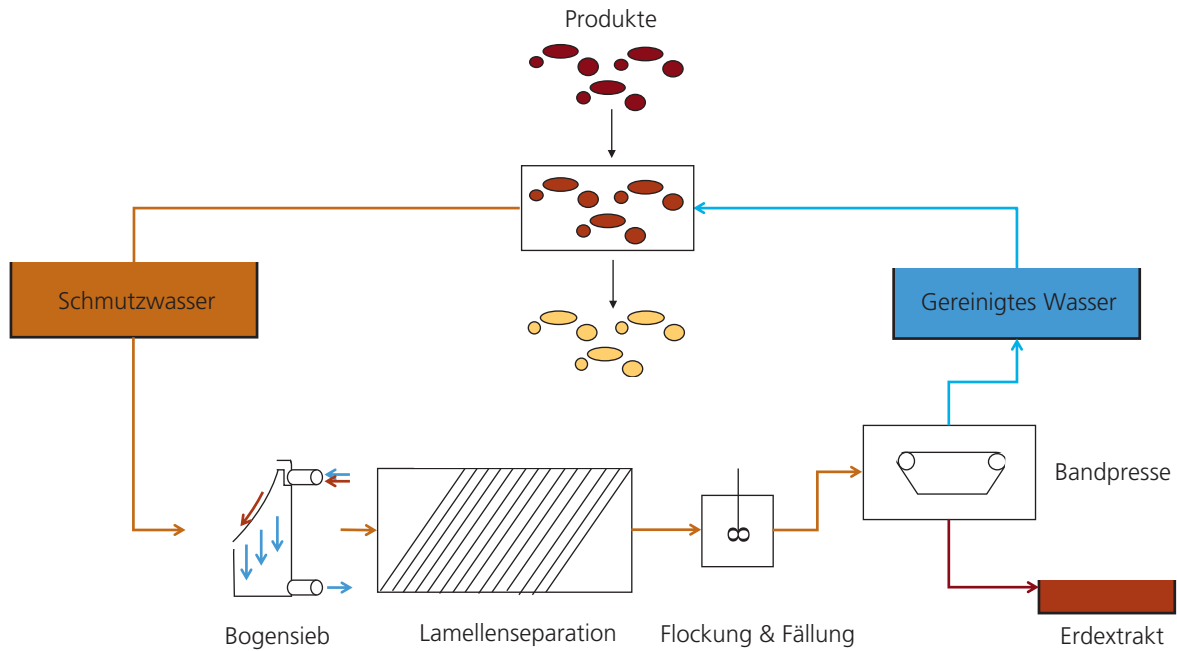 Produkte
Schmutzwasser
Gereinigtes Wasser
Bandpresse
Bogensieb
Lamellenseparation
Flockung & Fällung
Erdextrakt